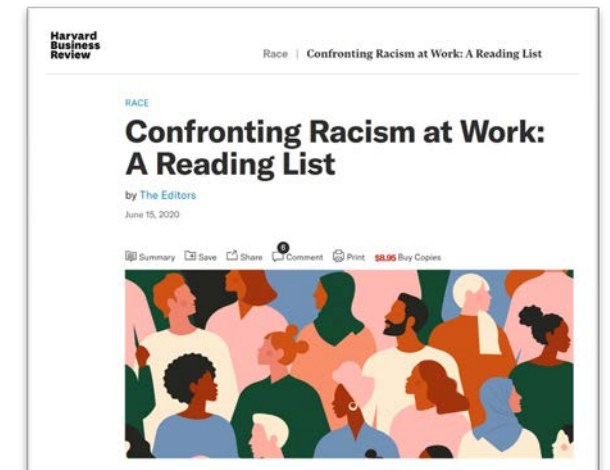 Harvard
Business
Review
Race | Confronting Racism at Work: A Reading List
RACE
Confronting Racism at Work:
A Reading List
by The Editors
June 15, 2020
6
Summary Save Share Comment Print $8.95 Buy Copies